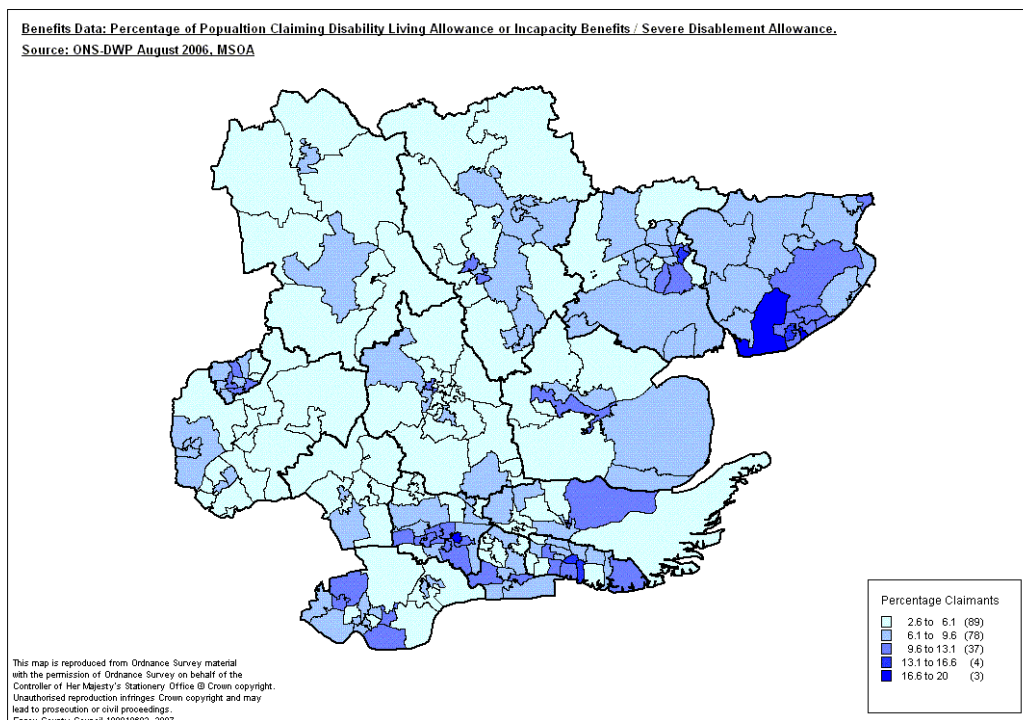 Benefits Data: Percentage of Popualtion Claiming Disability Living Allowance or Incapacity Benefits / Severe Disablement Allowance.
Source: ONS-DWP August 2006, MSOA
Percentage Claimants
2.6 to 6.1 (89)
6.1 to 9.6 (78)
9.6 to 13.1 (37)
13.1 to 16.6 (4)
16.6 to 20 (3)
This map is reproduced from Ordnance Survey material
with the permission of Ordnance Survey on behalf of the
Controller of Her Majesty's Stationery Office © Crown copyright.
Unauthorised reproduction infringes Crown copyright and may
lead to prosecution or civil proceedings.
Essex County Council 2007